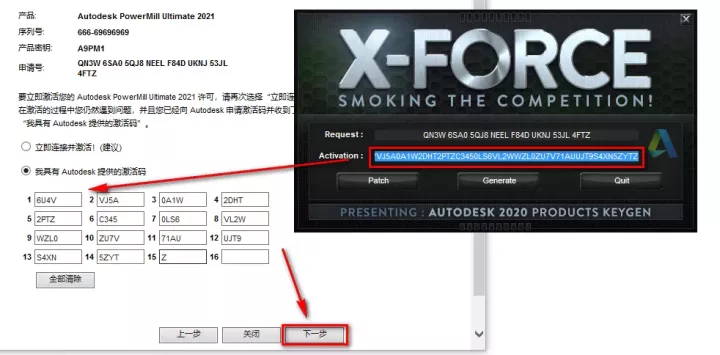 产品: Autodesk PowerMill Ultimate 2021
序列号: 666-69696969
产品密钥: A9PM1
申请号: QN3W 6SA0 5QJ8 NEEL F84D UKNJ 53JL
4FTZ
要立即激活您的 Autodesk PowerMill Ultimate 2021 许可，请再次选择“立即连
在激活的过程中您仍然遇到问题，并且您已经向 Autodesk 申请激活码并收到了
“我具有 Autodesk 提供的激活码”。
立即连接并激活！(建议)
我具有 Autodesk 提供的激活码
1 6U4V 2 VJ5A 3 0A1W 4 2DHT
5 2PTZ 6 C345 7 0LS6 8 VL2W
9 WZL0 10 ZU7V 11 71AU 12 UJT9
13 S4XN 14 5ZYT 15 Z 16
全部清除
上一步 关闭 下一步
X-FORCE
SMOKING THE COMPETITION!
Request : QN3W 6SA0 5QJ8 NEEL F84D UKNJ 53JL 4FTZ
Activation : VJ5A0A1W2DHT2PTZC3450LS6VL2WWZL0ZU7V71AUUJT9S4XN5ZYTZ
Patch Generate Quit
PRESENTING : AUTODESK 2020 PRODUCTS KEYGEN